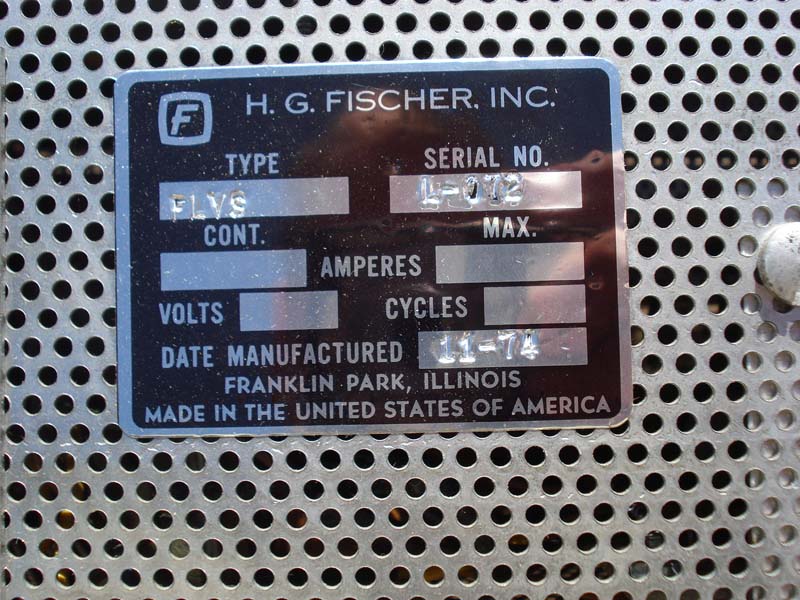 F H. G. FISCHER, INC.
TYPE SERIAL NO.
FLVS L-072
CONT. MAX.
AMPERES
VOLTS CYCLES
DATE MANUFACTURED 11-74
FRANKLIN PARK, ILLINOIS
MADE IN THE UNITED STATES OF AMERICA